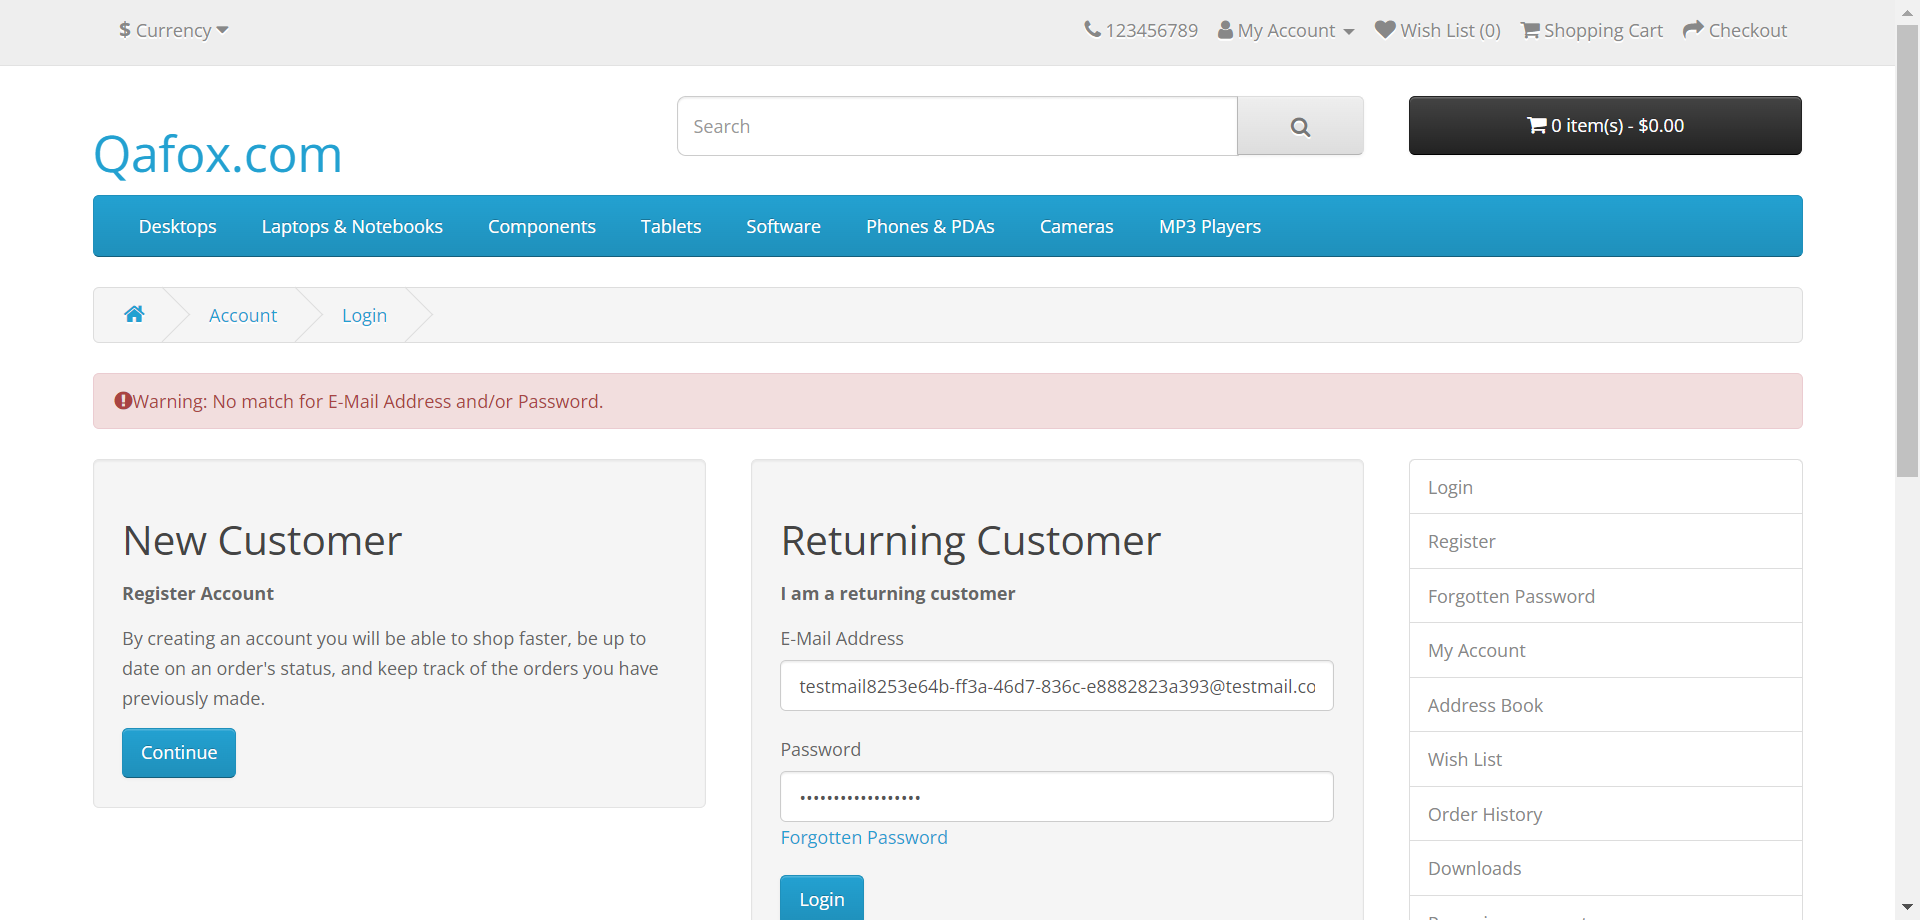 $ Currency
123456789 My Account Wish List (0) Shopping Cart Checkout
Qafox.com
Search
0 item(s) - $0.00
Desktops Laptops & Notebooks Components Tablets Software Phones & PDAs Cameras MP3 Players
Account Login
Warning: No match for E-Mail Address and/or Password.
New Customer
Register Account
By creating an account you will be able to shop faster, be up to
date on an order's status, and keep track of the orders you have
previously made.
Continue
Returning Customer
I am a returning customer
E-Mail Address
testmail8253e64b-ff3a-46d7-836c-e8882823a393@testmail.co
Password
••••••••••••••••••
Forgotten Password
Login
Login
Register
Forgotten Password
My Account
Address Book
Wish List
Order History
Downloads